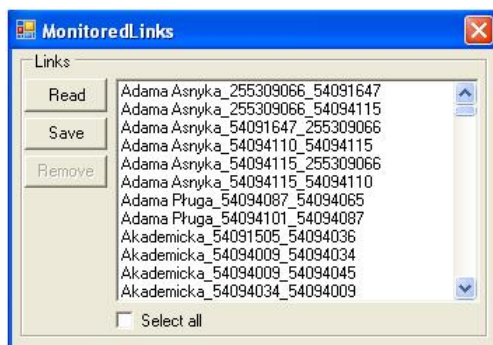 MonitoredLinks
Links
Read
Save
Remove
Adama Asnyka_255309066_54091647
Adama Asnyka_255309066_54094115
Adama Asnyka_54091647_255309066
Adama Asnyka_54094110_54094115
Adama Asnyka_54094115_255309066
Adama Asnyka_54094115_54094110
Adama Pługa_54094087_54094065
Adama Pługa_54094101_54094087
Akademicka_54091505_54094036
Akademicka_54094009_54094034
Akademicka_54094009_54094045
Akademicka_54094034_54094009
Select all